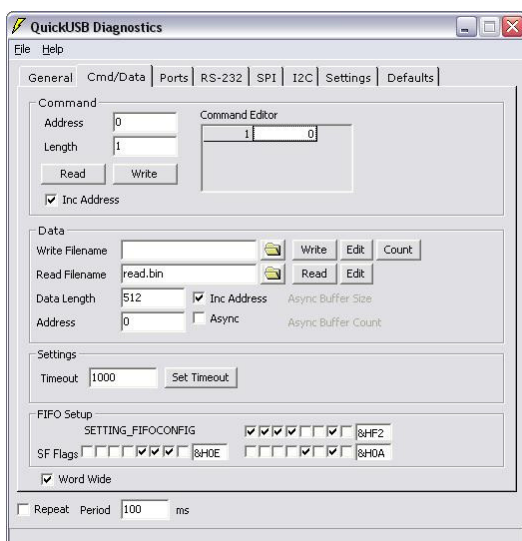 QuickUSB Diagnostics
File Help
General Cmd/Data Ports RS-232 SPI I2C Settings Defaults
Command
Address 0 Command Editor
1 0
Length 1
Read Write
Inc Address
Data
Write Filename Write Edit Count
Read Filename read.bin Read Edit
Data Length 512 Inc Address Async Buffer Size
Address 0 Async Async Buffer Count
Settings
Timeout 1000 Set Timeout
FIFO Setup
SETTING_FIFOCONFIG &HF2
SF Flags &H0E &H0A
Word Wide
Repeat Period 100 ms